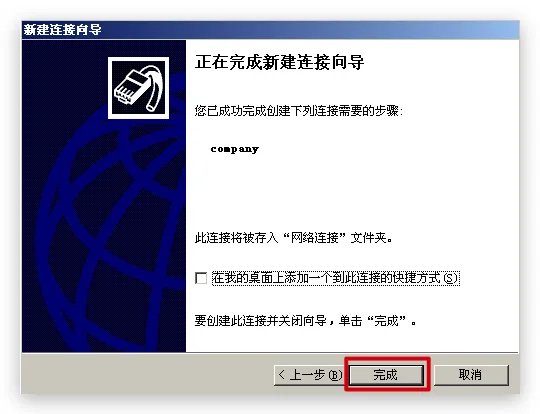 新建连接向导
正在完成新建连接向导
您已成功完成创建下列连接需要的步骤:
company
此连接将被存入“网络连接”文件夹。
在我的桌面上添加一个到此连接的快捷方式(S)
要创建此连接并关闭向导，单击“完成”。
< 上一步(B)
完成
取消